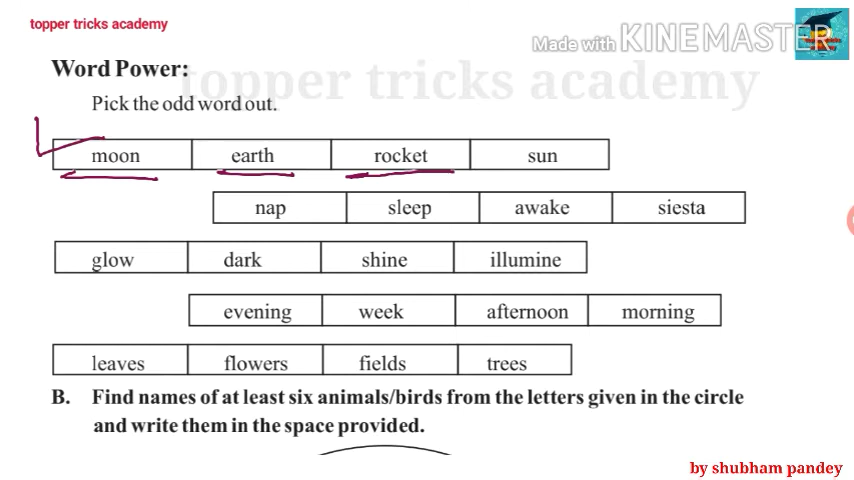 topper tricks academy
Made with KINEMASTER
Word Power:
topper tricks academy
Pick the odd word out.
moon earth rocket sun
nap sleep awake siesta
glow dark shine illumine
evening week afternoon morning
leaves flowers fields trees
B. Find names of at least six animals/birds from the letters given in the circle
and write them in the space provided.
by shubham pandey